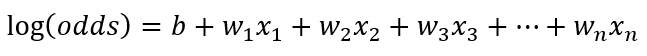 log(odds) = b + w₁x₁ + w₂x₂ + w₃x₃ + ⋯ + wₙxₙ